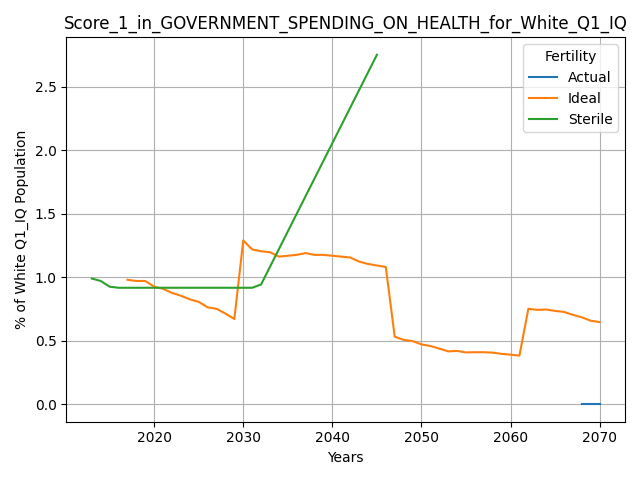 Score_1_in_GOVERNMENT_SPENDING_ON_HEALTH_for_White_Q1_IQ
Fertility
Actual
Ideal
Sterile
% of White Q1_IQ Population
2.5
2.0
1.5
1.0
0.5
0.0
2020 2030 2040 2050 2060 2070
Years